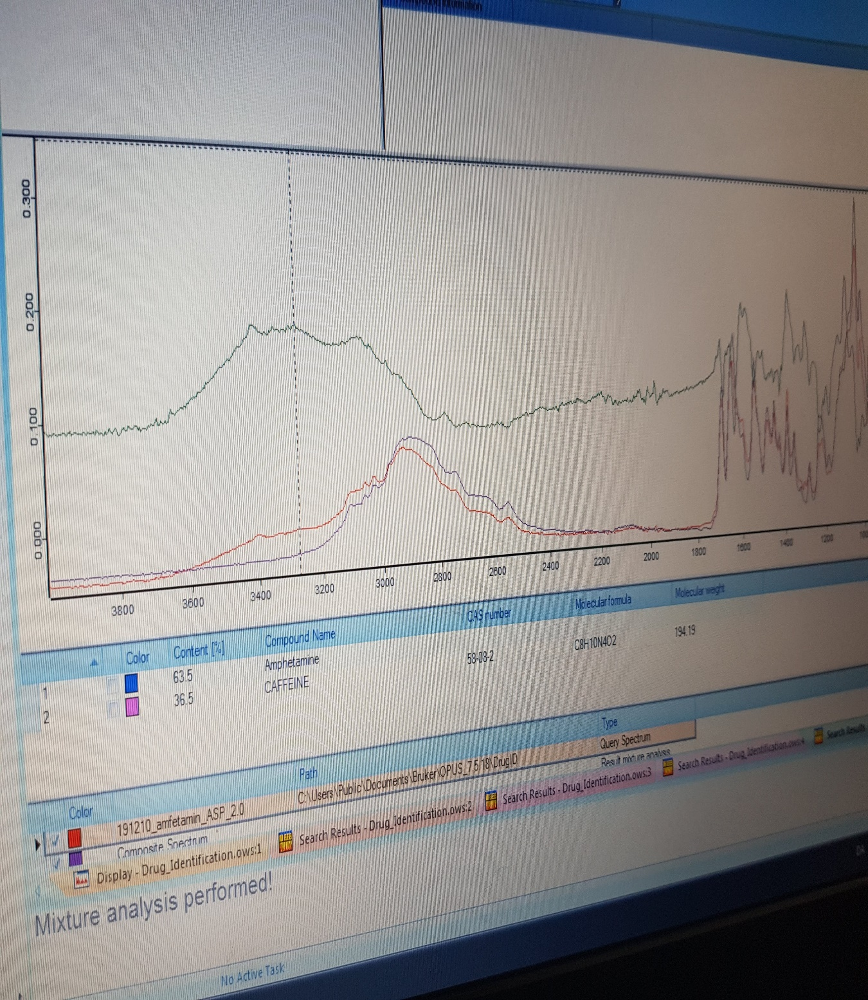 0.300
0.200
0.100
0.000
3800 3600 3400 3200 3000 2800 2600 2400 2200 2000 1800 1600 1400 1200
Color Content [%] Compound Name CAS number Molecular formula Molecular weight
1 63.5 Amphetamine
2 36.5 CAFFEINE 58-08-2 C8H10N4O2 194.19
Color Path Type
191210_amfetamin_ASP_2.0 C:\Users\Public\Documents\Bruker\OPUS_7.5.18\DrugID Query Spectrum
Composite Spectrum Result mixture analysis
Display - Drug_Identification.ows:1 Search Results - Drug_Identification.ows:2 Search Results - Drug_Identification.ows:3 Search Results - Drug_Identification.ows:4 Search Results
Mixture analysis performed!
No Active Task